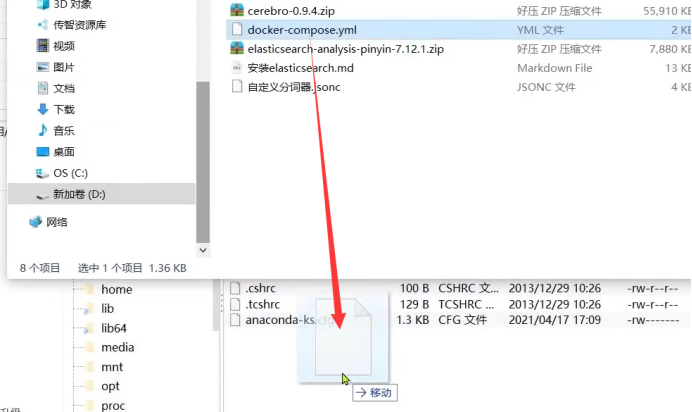 3D 对象
传智资源库
视频
图片
文档
下载
音乐
桌面
OS (C:)
新加卷 (D:)
网络
cerebro-0.9.4.zip 好压 ZIP 压缩文件 55,910 KB
docker-compose.yml YML 文件 2 KB
elasticsearch-analysis-pinyin-7.12.1.zip 好压 ZIP 压缩文件 7,880 KB
安装elasticsearch.md Markdown File 13 KB
自定义分词器.jsonc JSONC 文件 4 KB
8 个项目 选中 1 个项目 1.36 KB
home
lib
lib64
media
mnt
opt
proc
.cshrc 100 B CSHRC 文... 2013/12/29 10:26 -rw-r--r--
.tcshrc 129 B TCSHRC ... 2013/12/29 10:26 -rw-r--r--
anaconda-ks.cfg 1.3 KB CFG 文件 2021/04/17 17:09 -rw-------
移动